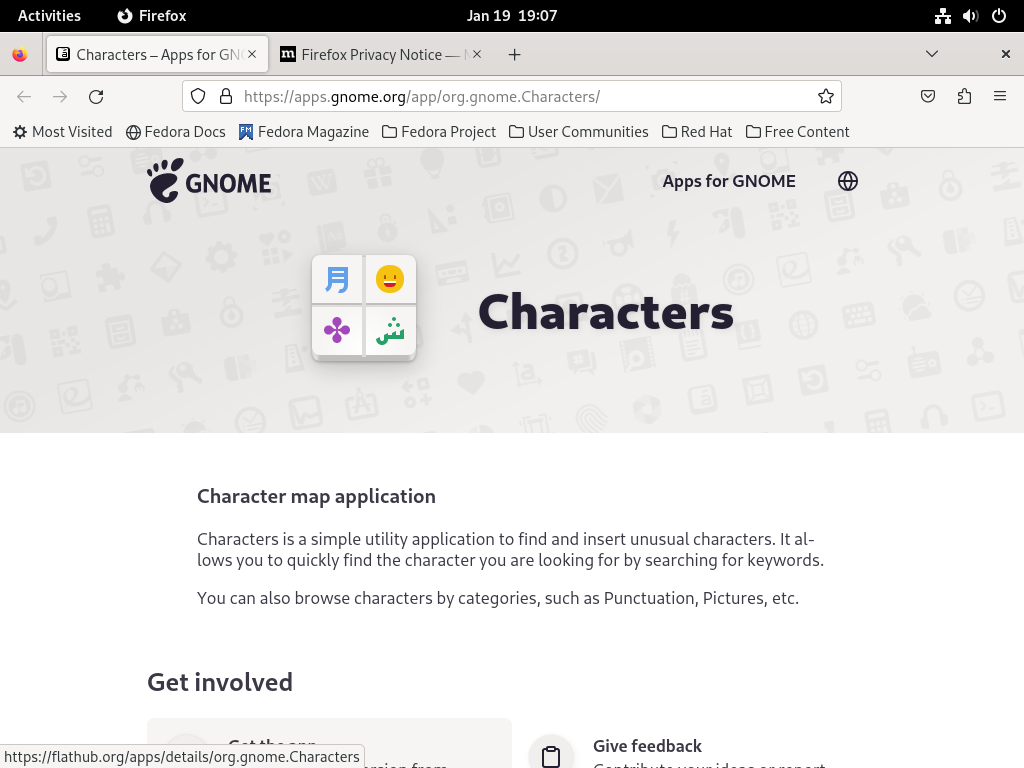 Activities
Firefox
Jan 19 19:07
Characters – Apps for GN
Firefox Privacy Notice —
https://apps.gnome.org/app/org.gnome.Characters/
Most Visited
Fedora Docs
Fedora Magazine
Fedora Project
User Communities
Red Hat
Free Content
GNOME
Apps for GNOME
月
ش
Characters
Character map application
Characters is a simple utility application to find and insert unusual characters. It al-
lows you to quickly find the character you are looking for by searching for keywords.
You can also browse characters by categories, such as Punctuation, Pictures, etc.
Get involved
Get the app
Give feedback
Contribute your ideas or report
https://flathub.org/apps/details/org.gnome.Characters